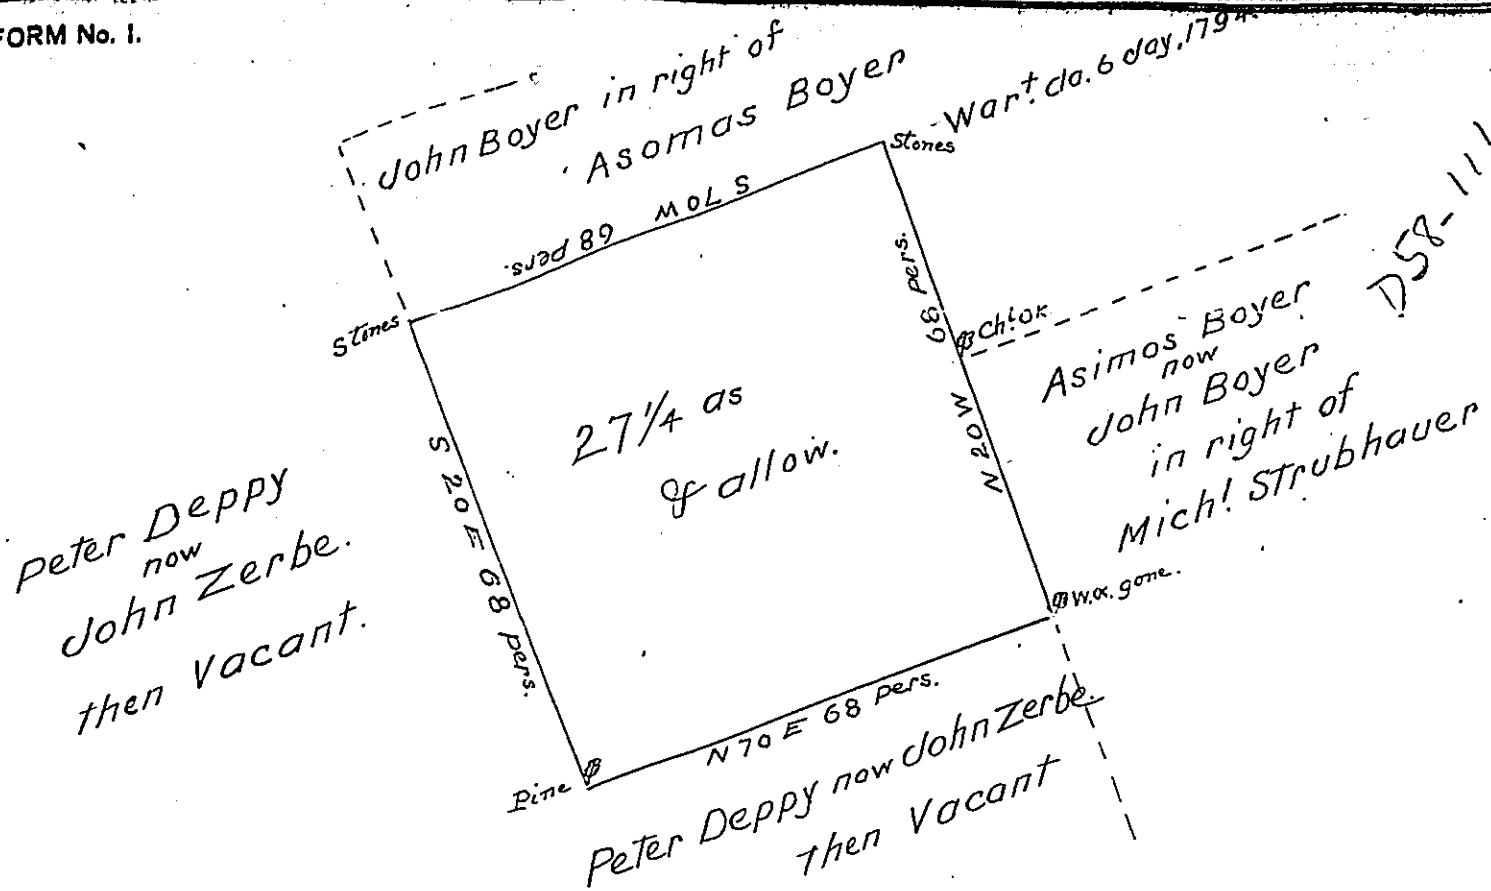 FORM No. 1.
John Boyer in right of
Asomas Boyer
War.t da. 6 day, 1794.
Stones
S 70 W 68 pers.
Stones
68 pers.
N 20 W
Cht. ok
D58-111
Asimos Boyer
now
John Boyer
in right of
Michl. Strubhauer
27 1/4 as
& allow.
S 20 E 68 pers.
Peter Deppy
now
John Zerbe.
then Vacant.
gone.
N 70 E 68 pers.
Pine
Peter Deppy now John Zerbe.
Then Vacant